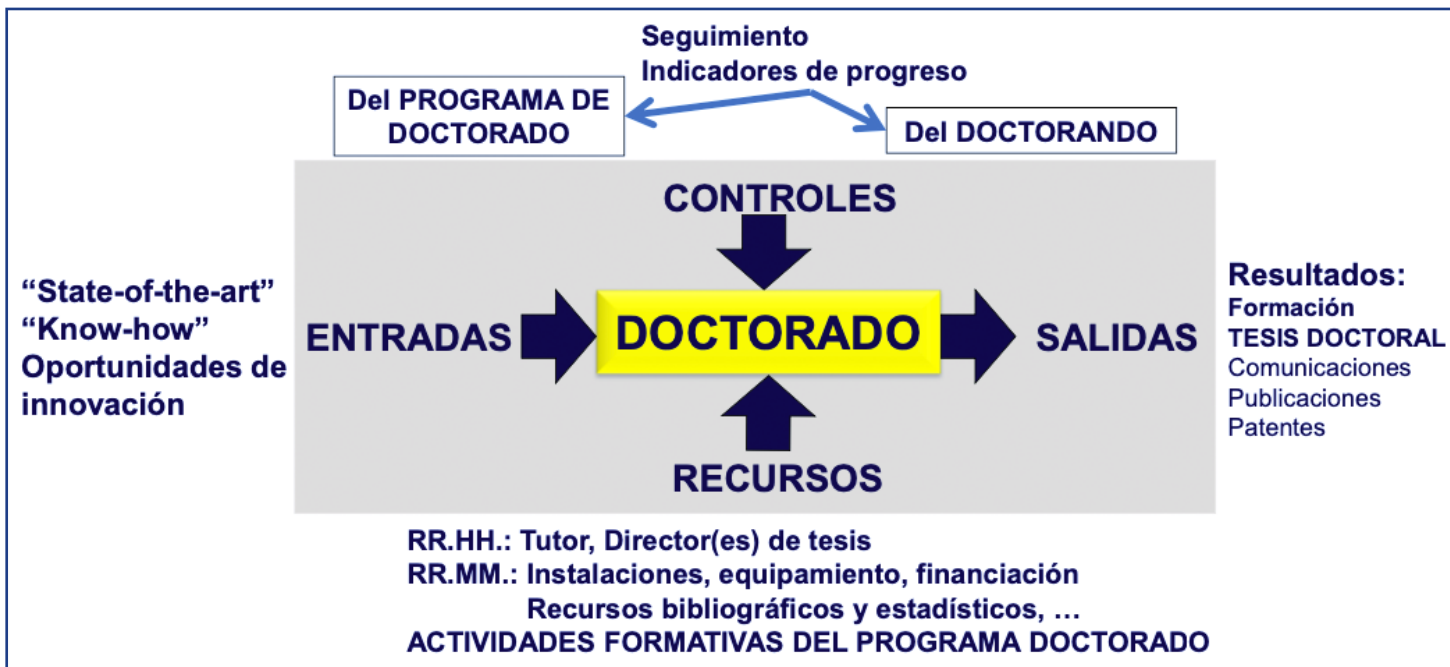 Seguimiento
Indicadores de progreso
Del PROGRAMA DE
DOCTORADO
Del DOCTORANDO
CONTROLES
“State-of-the-art”
“Know-how”
Oportunidades de
innovación
ENTRADAS
DOCTORADO
SALIDAS
Resultados:
Formación
TESIS DOCTORAL
Comunicaciones
Publicaciones
Patentes
RECURSOS
RR.HH.: Tutor, Director(es) de tesis
RR.MM.: Instalaciones, equipamiento, financiación
Recursos bibliográficos y estadísticos, …
ACTIVIDADES FORMATIVAS DEL PROGRAMA DOCTORADO